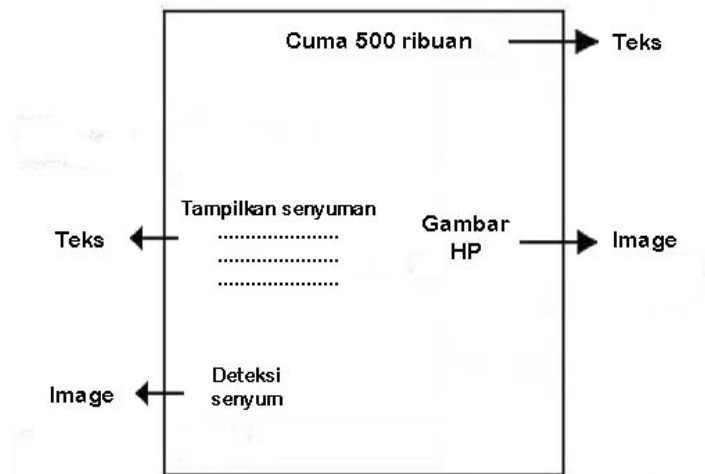 Cuma 500 ribuan
Teks
Tampilkan senyuman
........................
........................
........................
Teks
Gambar
HP
Image
Deteksi
senyum
Image